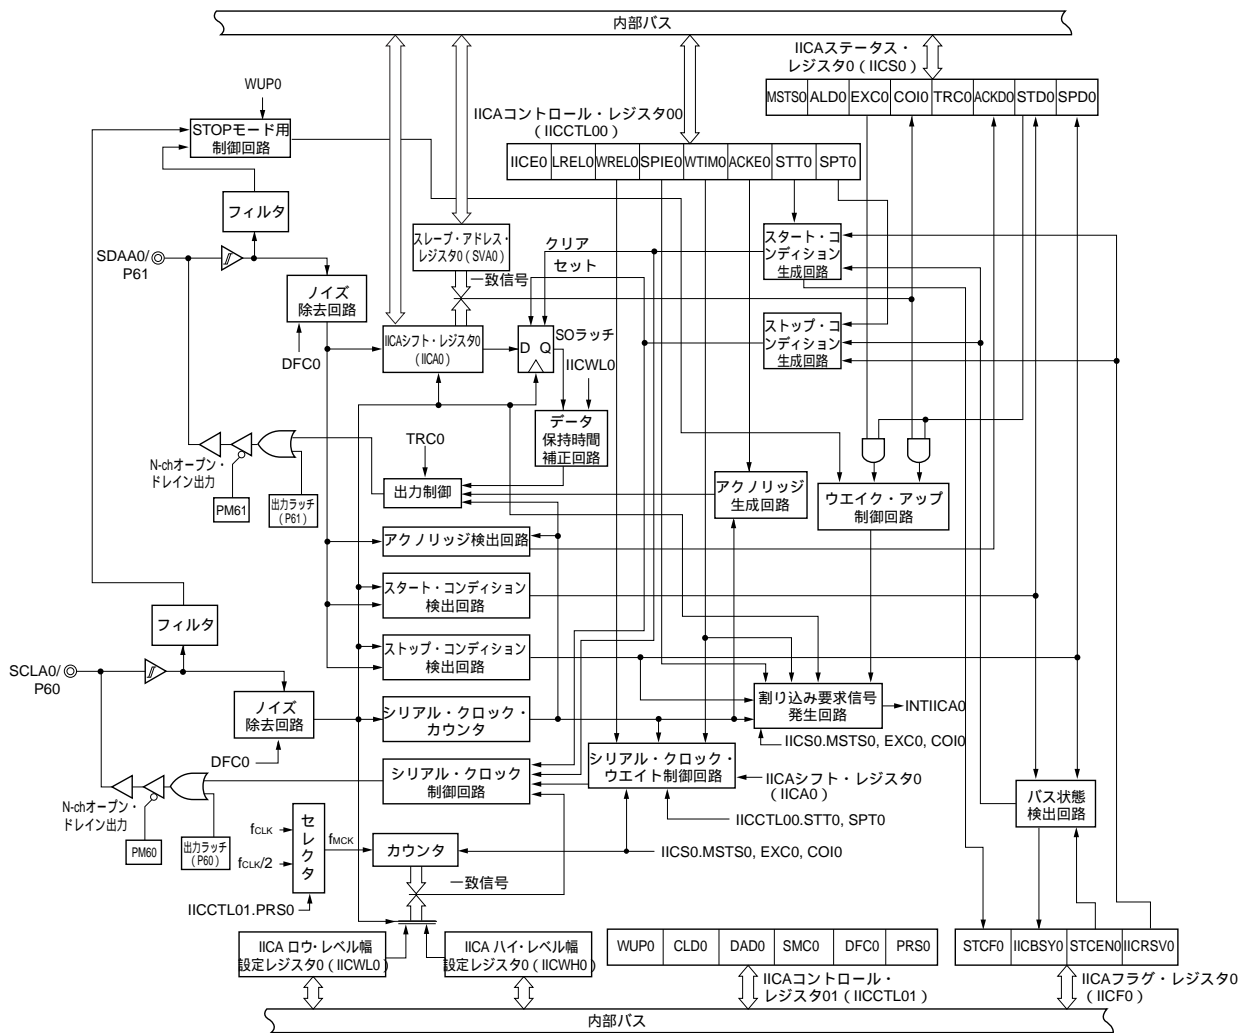 内部バス
IICAステータス・
レジスタ0（IICS0）
MSTS0 ALD0 EXC0 COI0 TRC0 ACKD0 STD0 SPD0
WUP0
STOPモード用
制御回路
IICAコントロール・レジスタ00
（IICCTL00）
IICE0 LREL0 WREL0 SPIE0 WTIM0 ACKE0 STT0 SPT0
フィルタ
SDAA0/
P61
スレーブ・アドレス・
レジスタ0（SVA0）
クリア
セット
一致信号
スタート・コ
ンディション
生成回路
ノイズ
除去回路
DFC0
IICAシフト・レジスタ0
（IICA0）
D Q
SOラッチ
IICWL0
ストップ・コ
ンディション
生成回路
データ
保持時間
補正回路
TRC0
N-chオープン・
ドレイン出力
PM61
出力ラッチ
（P61）
出力制御
アクノリッジ
生成回路
ウエイク・アップ
制御回路
アクノリッジ検出回路
スタート・コンディション
検出回路
フィルタ
ストップ・コンディション
検出回路
SCLA0/
P60
ノイズ
除去回路
DFC0
シリアル・クロック・
カウンタ
割り込み要求信号
発生回路
INTIICA0
IICS0.MSTS0, EXC0, COI0
シリアル・クロック
制御回路
シリアル・クロック・
ウエイト制御回路
IICAシフト・レジスタ0
（IICA0）
IICCTL00.STT0, SPT0
バス状態
検出回路
N-chオープン・
ドレイン出力
PM60
出力ラッチ
（P60）
fCLK
fCLK/2
セレクタ
fMCK
カウンタ
IICS0.MSTS0, EXC0, COI0
一致信号
IICCTL01.PRS0
IICA ロウ・レベル幅
設定レジスタ0（IICWL0）
IICA ハイ・レベル幅
設定レジスタ0（IICWH0）
WUP0 CLD0 DAD0 SMC0 DFC0 PRS0
IICAコントロール・
レジスタ01（IICCTL01）
STCF0 IICBSY0 STCEN0 IICRSV0
IICAフラグ・レジスタ0
（IICF0）
内部バス